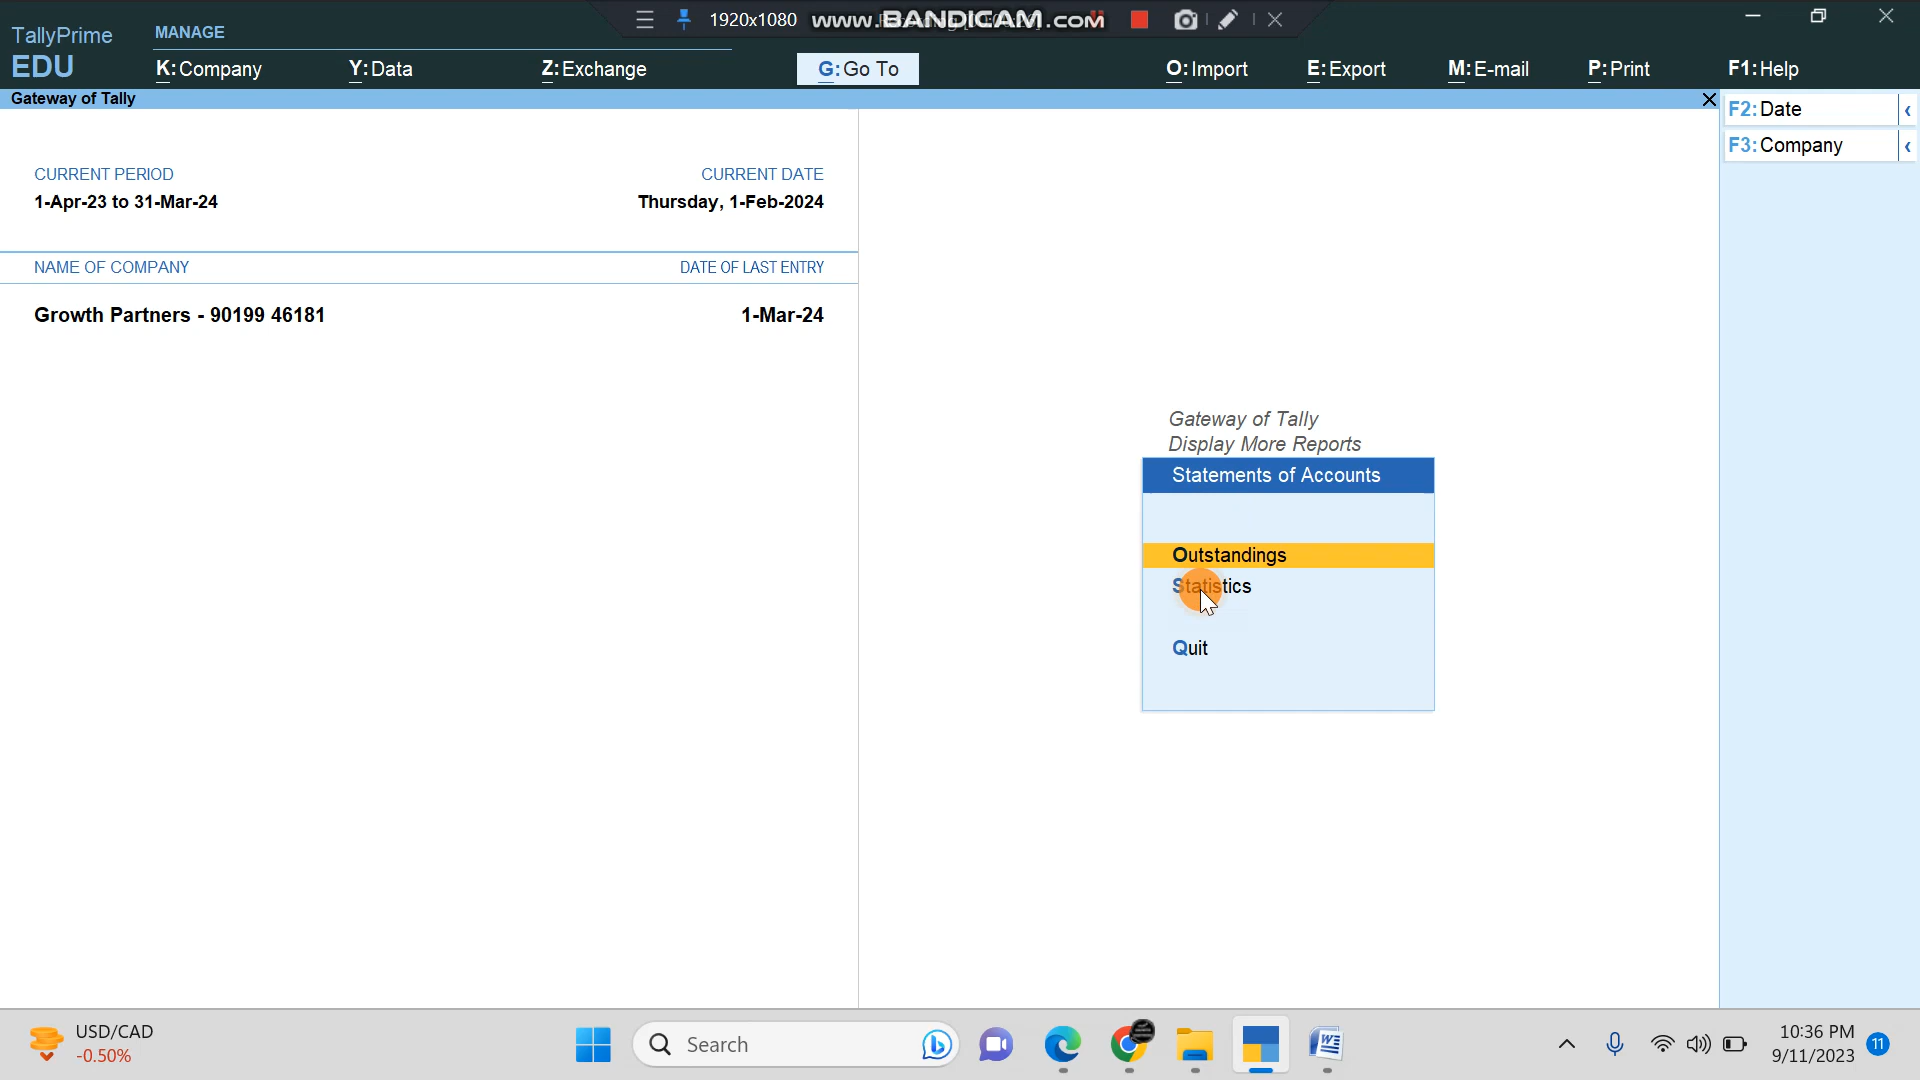 1920x1080 www.BANDICAM.com
TallyPrime
EDU
MANAGE
K:Company Y:Data Z:Exchange G:Go To O:Import E:Export M:E-mail P:Print F1:Help
Gateway of Tally
F2:Date
F3:Company
CURRENT PERIOD CURRENT DATE
1-Apr-23 to 31-Mar-24 Thursday, 1-Feb-2024
NAME OF COMPANY DATE OF LAST ENTRY
Growth Partners - 90199 46181 1-Mar-24
Gateway of Tally
Display More Reports
Statements of Accounts
Outstandings
Statistics
Quit
USD/CAD
-0.50%
Search
10:36 PM
9/11/2023
11